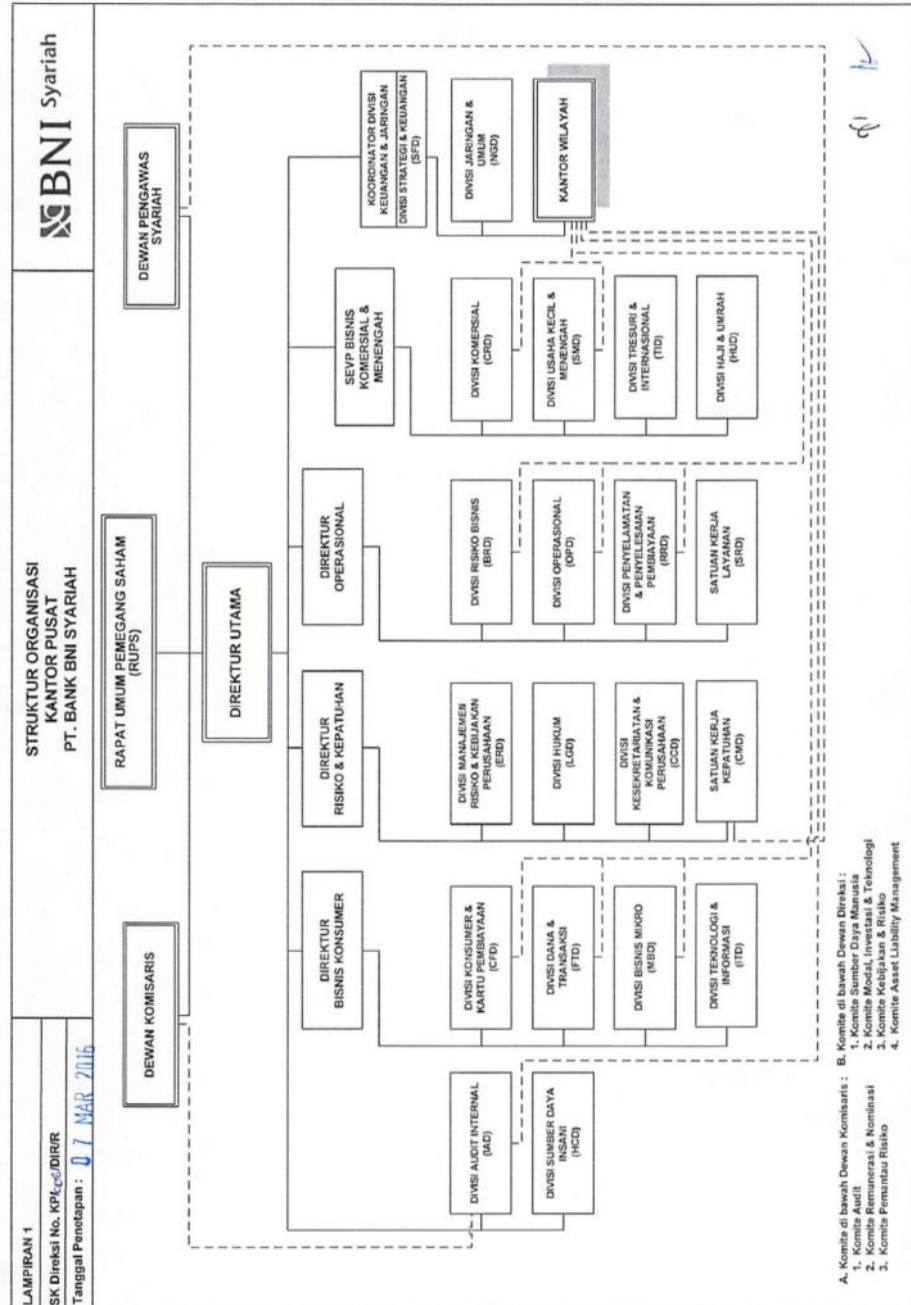 LAMPIRAN 1
SK Direksi No. KP/ /DIR/R
Tanggal Penetapan : 07 MAR 2016
STRUKTUR ORGANISASI
KANTOR PUSAT
PT. BANK BNI SYARIAH
BNI Syariah
RAPAT UMUM PEMEGANG SAHAM
(RUPS)
DEWAN KOMISARIS
DEWAN PENGAWAS
SYARIAH
DIREKTUR UTAMA
DIVISI AUDIT INTERNAL
(IAD)
DIVISI SUMBER DAYA
INSANI
(HCD)
DIREKTUR
BISNIS KONSUMER
DIVISI KONSUMER &
KARTU PEMBIAYAAN
(CFD)
DIVISI DANA &
TRANSAKSI
(FTD)
DIVISI BISNIS MIKRO
(MBD)
DIVISI TEKNOLOGI &
INFORMASI
(ITD)
DIREKTUR
RISIKO & KEPATUHAN
DIVISI MANAJEMEN
RISIKO & KEBIJAKAN
PERUSAHAAN
(ERD)
DIVISI HUKUM
(LGD)
DIVISI
KESEKRETARIATAN &
KOMUNIKASI
PERUSAHAAN
(CCD)
SATUAN KERJA
KEPATUHAN
(CMD)
DIREKTUR
OPERASIONAL
DIVISI RISIKO BISNIS
(BRD)
DIVISI OPERASIONAL
(OPD)
DIVISI PENYELAMATAN
& PENYELESAIAN
PEMBIAYAAN
(RRD)
SATUAN KERJA
LAYANAN
(SRD)
SEVP BISNIS
KOMERSIAL &
MENENGAH
DIVISI KOMERSIAL
(CRD)
DIVISI USAHA KECIL &
MENENGAH
(SMD)
DIVISI TRESURI &
INTERNASIONAL
(TID)
DIVISI HAJI & UMRAH
(HUD)
KOORDINATOR DIVISI
KEUANGAN & JARINGAN
DIVISI STRATEGI & KEUANGAN
(SFD)
DIVISI JARINGAN &
UMUM
(NGD)
KANTOR WILAYAH
A. Komite di bawah Dewan Komisaris :
1. Komite Audit
2. Komite Remunerasi & Nominasi
3. Komite Pemantau Risiko
B. Komite di bawah Dewan Direksi :
1. Komite Sumber Daya Manusia
2. Komite Modal, Investasi & Teknologi
3. Komite Kebijakan & Risiko
4. Komite Asset Liability Management